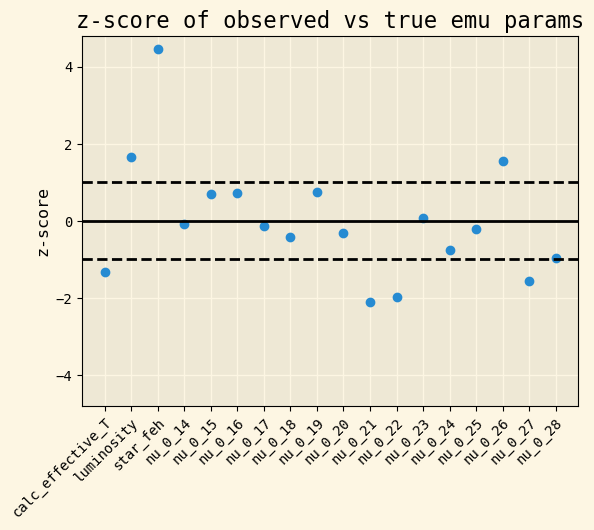 z-score of observed vs true emu params
z-score
4
2
0
−2
−4
calc_effective_T
luminosity
star_feh
nu_0_14
nu_0_15
nu_0_16
nu_0_17
nu_0_18
nu_0_19
nu_0_20
nu_0_21
nu_0_22
nu_0_23
nu_0_24
nu_0_25
nu_0_26
nu_0_27
nu_0_28